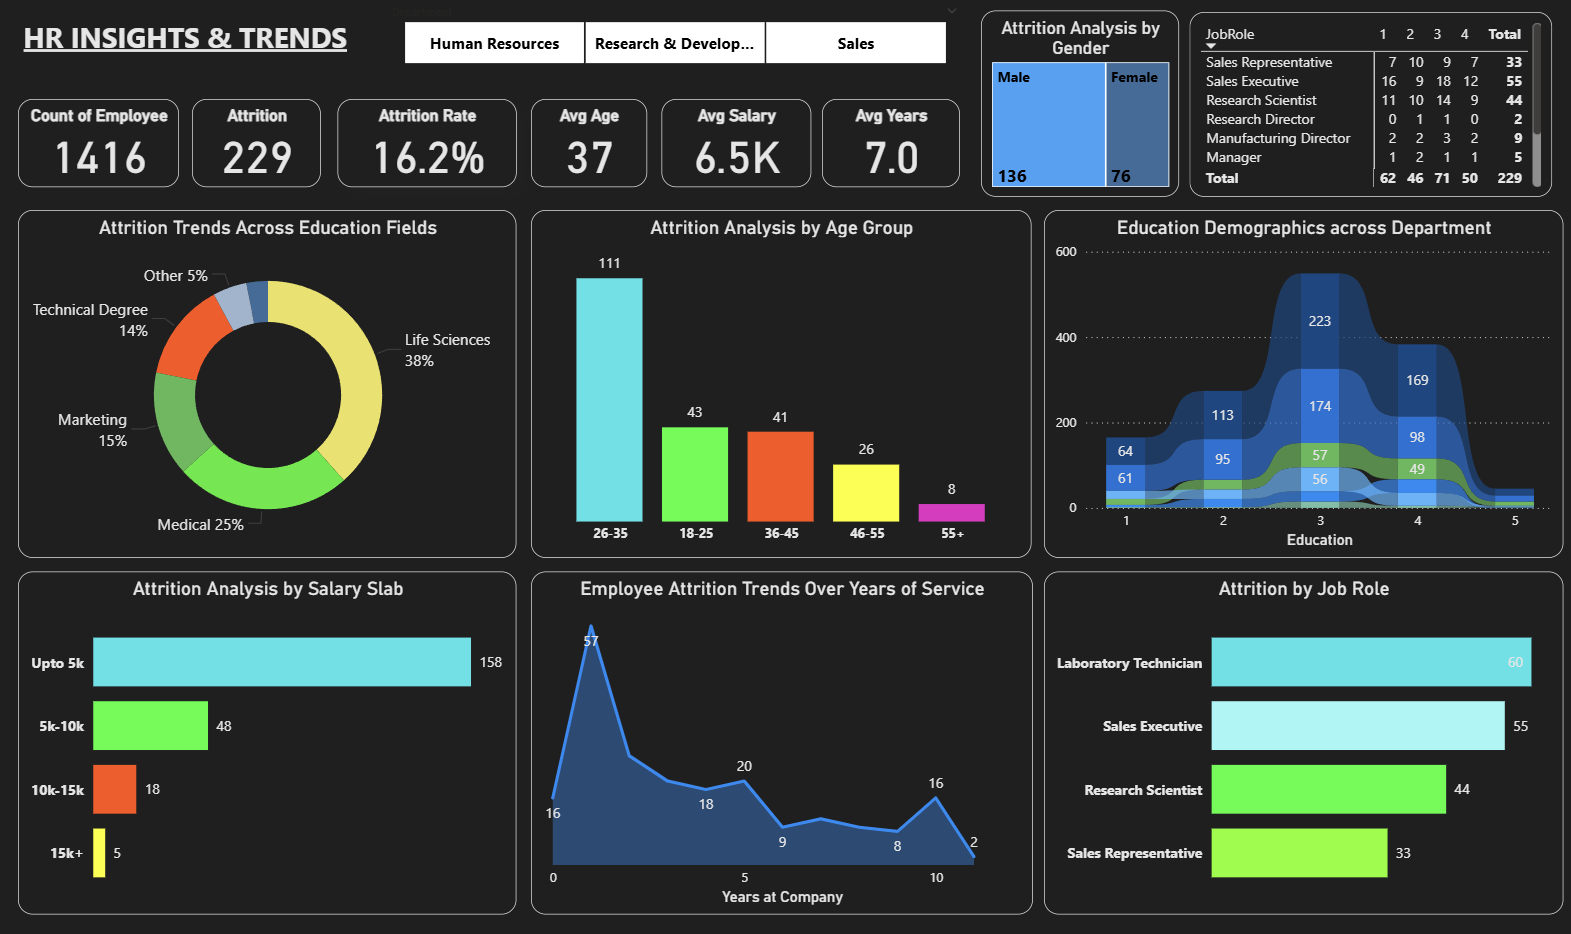 HR INSIGHTS & TRENDS
Human Resources
Research & Develop...
Sales
Count of Employee
1416
Attrition
229
Attrition Rate
16.2%
Avg Age
37
Avg Salary
6.5K
Avg Years
7.0
Attrition Analysis by
Gender
Male
Female
136
76
JobRole 1 2 3 4 Total
Sales Representative 7 10 9 7 33
Sales Executive 16 9 18 12 55
Research Scientist 11 10 14 9 44
Research Director 0 1 1 0 2
Manufacturing Director 2 2 3 2 9
Manager 1 2 1 1 5
Total 62 46 71 50 229
Attrition Trends Across Education Fields
Other 5%
Technical Degree
14%
Life Sciences
38%
Marketing
15%
Medical 25%
Attrition Analysis by Age Group
111
43
41
26
8
26-35
18-25
36-45
46-55
55+
Education Demographics across Department
600
400
200
0
64
61
113
95
223
174
57
56
169
98
49
1
2
3
4
5
Education
Attrition Analysis by Salary Slab
Upto 5k
158
5k-10k
48
10k-15k
18
15k+
5
Employee Attrition Trends Over Years of Service
57
16
18
20
9
8
16
2
0
5
10
Years at Company
Attrition by Job Role
Laboratory Technician
60
Sales Executive
55
Research Scientist
44
Sales Representative
33